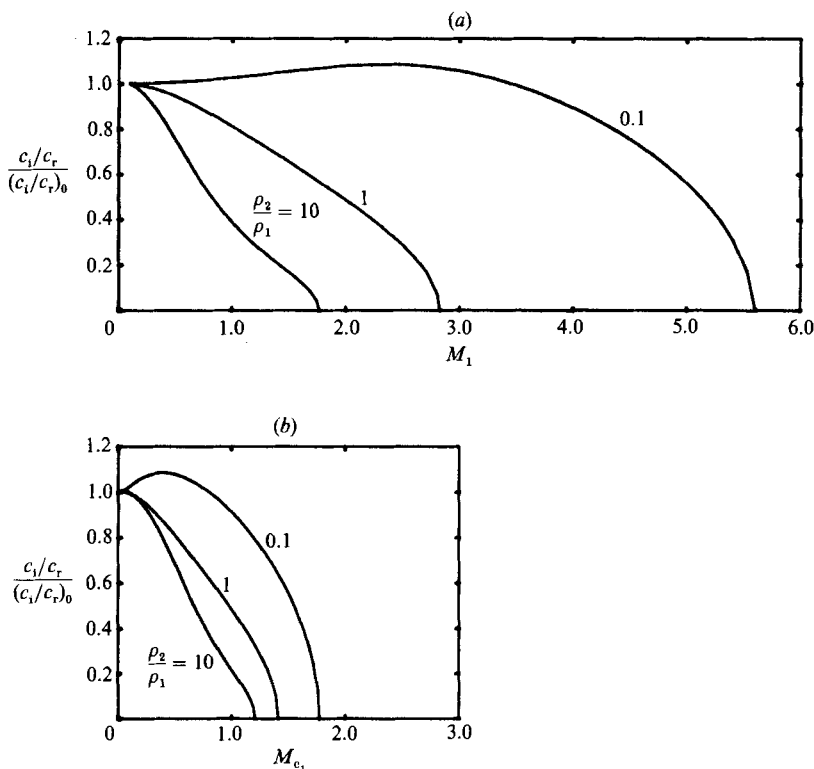 (a)
1.2
1.0
0.8
0.6
0.4
0.2
c_i/c_r
(c_i/c_r)_0
0.1
1
ρ_2
ρ_1 = 10
0 1.0 2.0 3.0 4.0 5.0 6.0
M_1
(b)
1.2
1.0
0.8
0.6
0.4
0.2
c_i/c_r
(c_i/c_r)_0
0.1
1
ρ_2
ρ_1 = 10
0 1.0 2.0 3.0
M_{c_1}